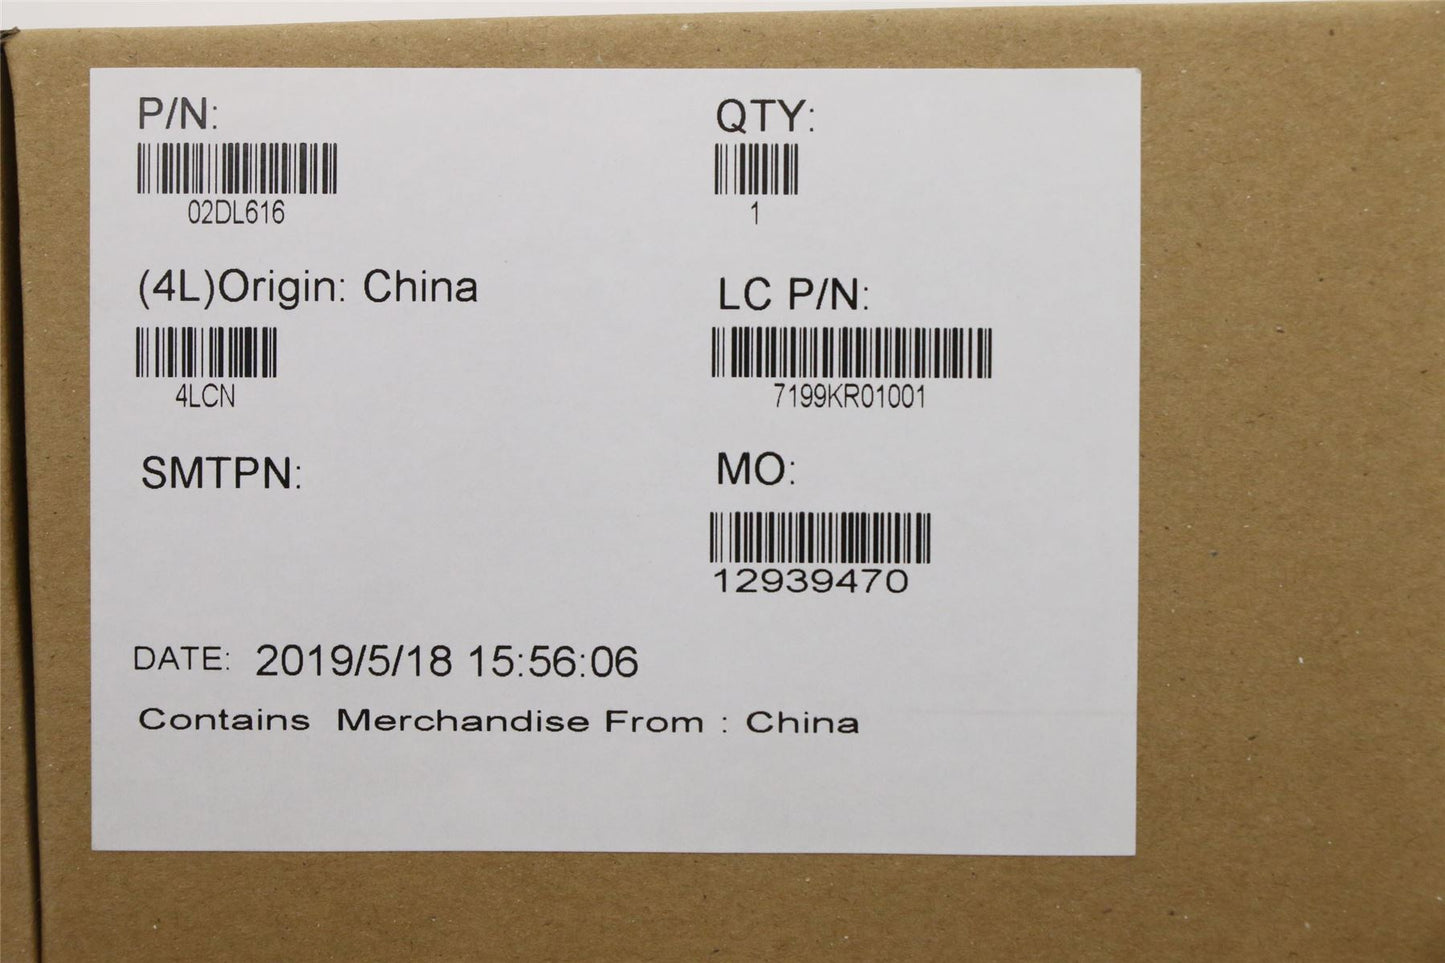 P/N:
02DL616
QTY:
1
(4L)Origin: China
4LCN
LC P/N:
7199KR01001
SMTPN:
MO:
12939470
DATE: 2019/5/18 15:56:06
Contains Merchandise From : China